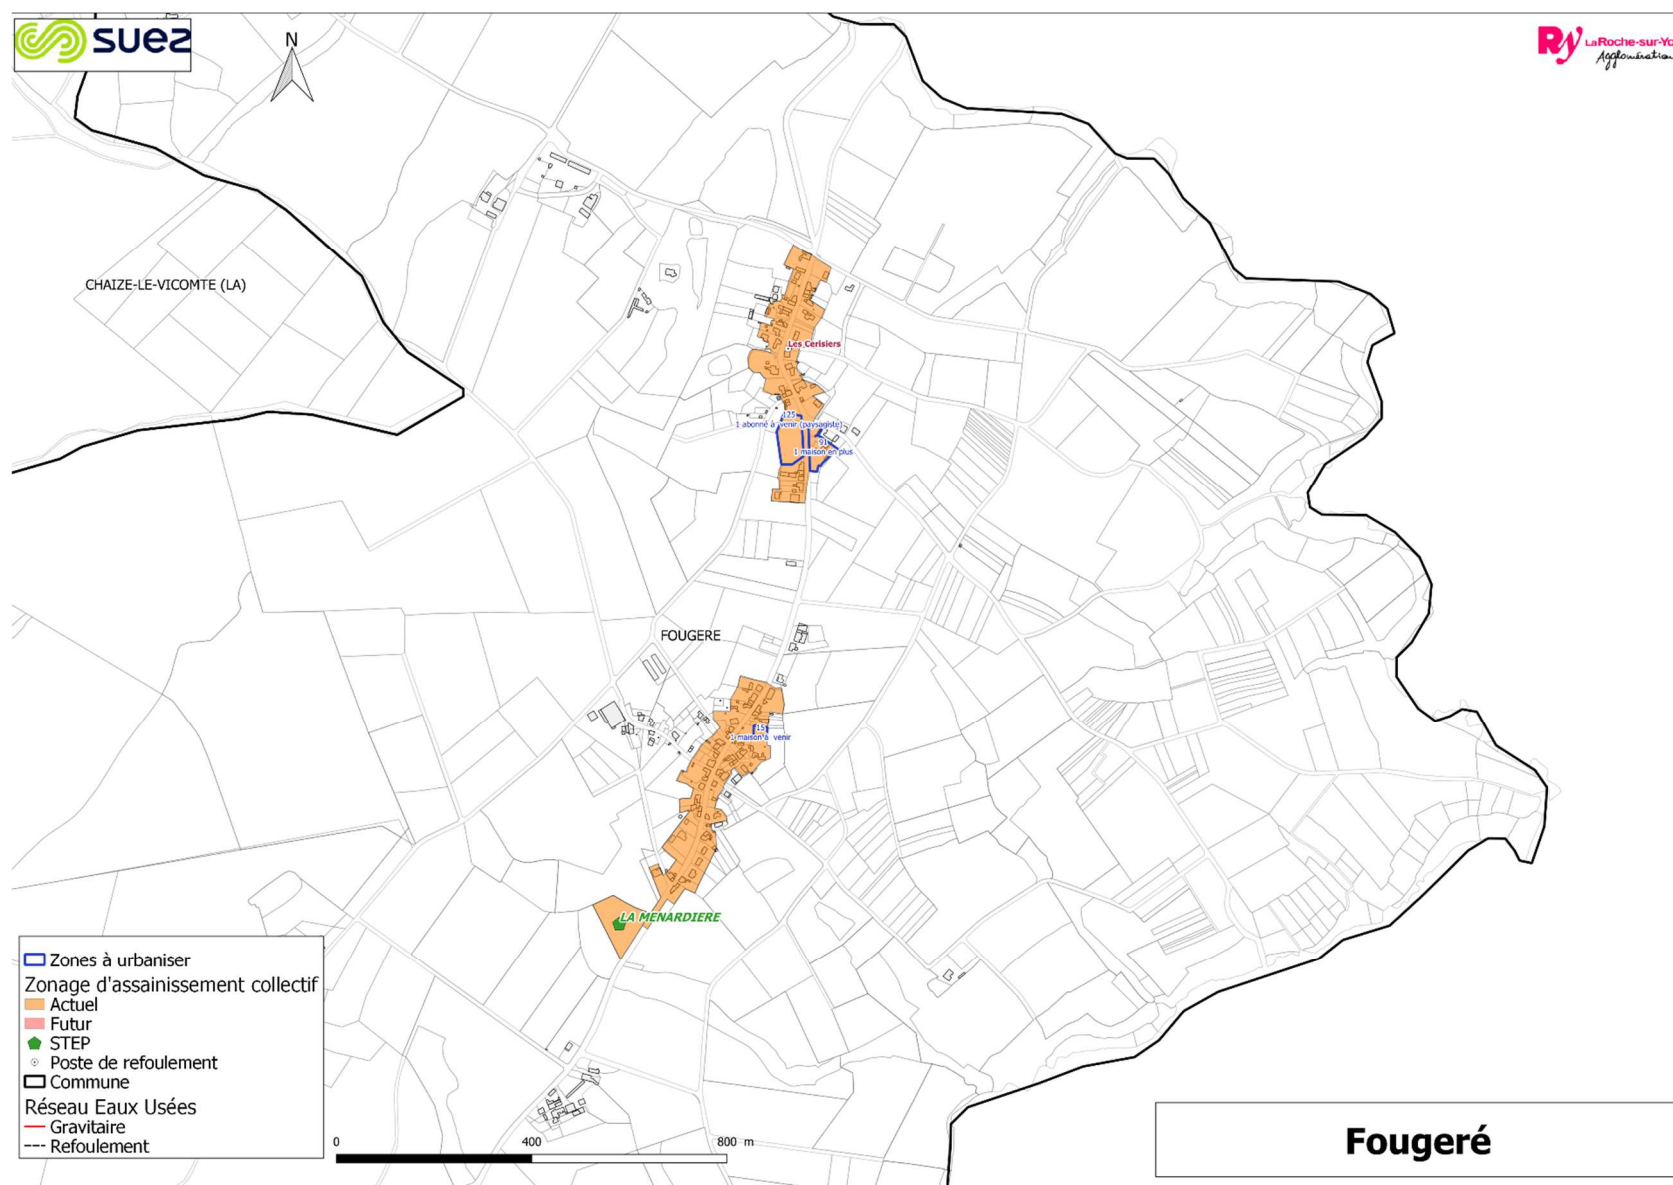 suez
N
LaRoche-sur-Yo
Agglomération
CHAIZE-LE-VICOMTE (LA)
Les Cerisiers
125
1 abonné à venir (paysagiste)
91
1 maison en plus
FOUGERE
15
1 maison à venir
LA MENARDIERE
Zones à urbaniser
Zonage d'assainissement collectif
Actuel
Futur
STEP
Poste de refoulement
Commune
Réseau Eaux Usées
Gravitaire
Refoulement
0 400 800 m
Fougeré